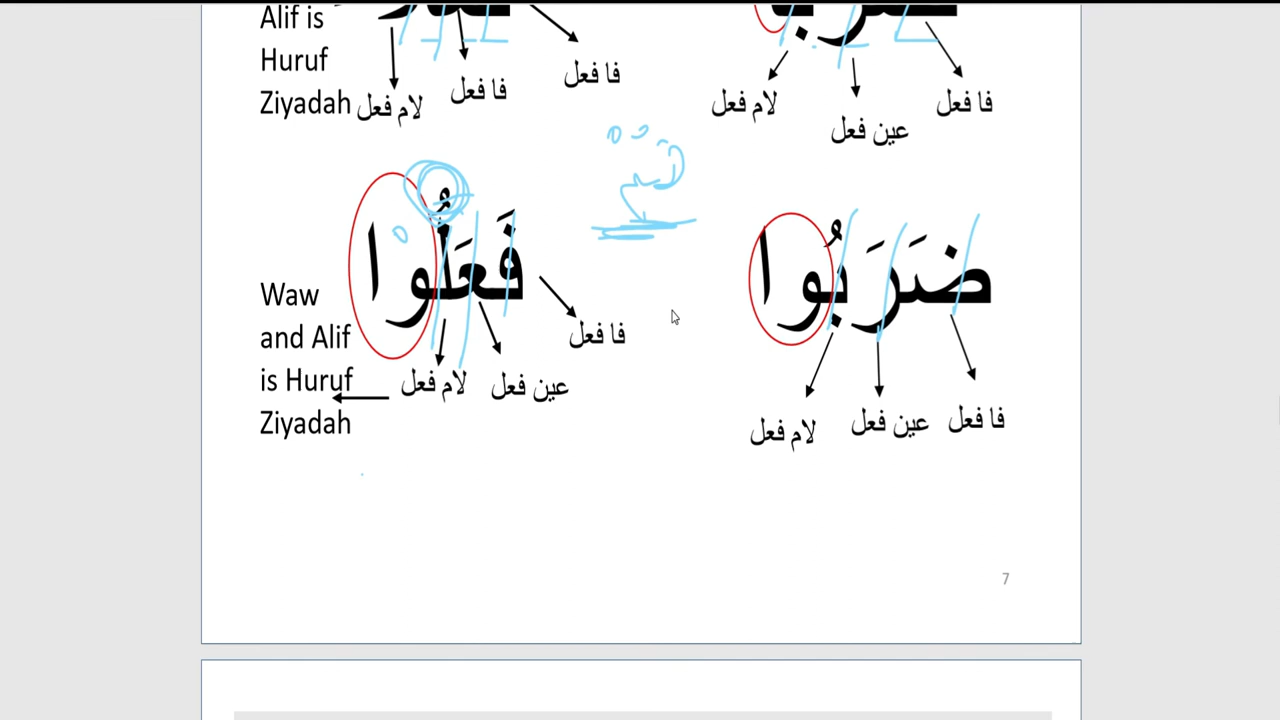 Alif is
Huruf
Ziyadah
لام فعل
فا فعل
فا فعل
لام فعل
عين فعل
فا فعل
فَعَلُوا
ضَرَبُوا
Waw
and Alif
is Huruf
Ziyadah
فا فعل
عين فعل
لام فعل
فا فعل
عين فعل
لام فعل
7